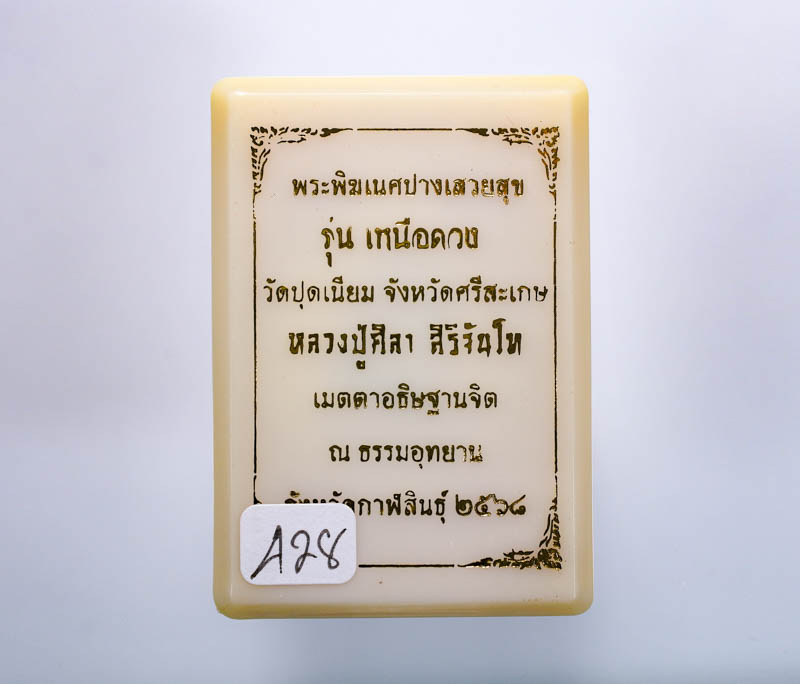 พระพิฆเนศปางเสวยสุข
รุ่น เหนือดวง
วัดปุดเนียม จังหวัดศรีสะเกษ
หลวงปู่ศิลา สิริจันโท
เมตตาอธิษฐานจิต
ณ ธรรมอุทยาน
จังหวัดกาฬสินธุ์ ๒๕๖๘
A28